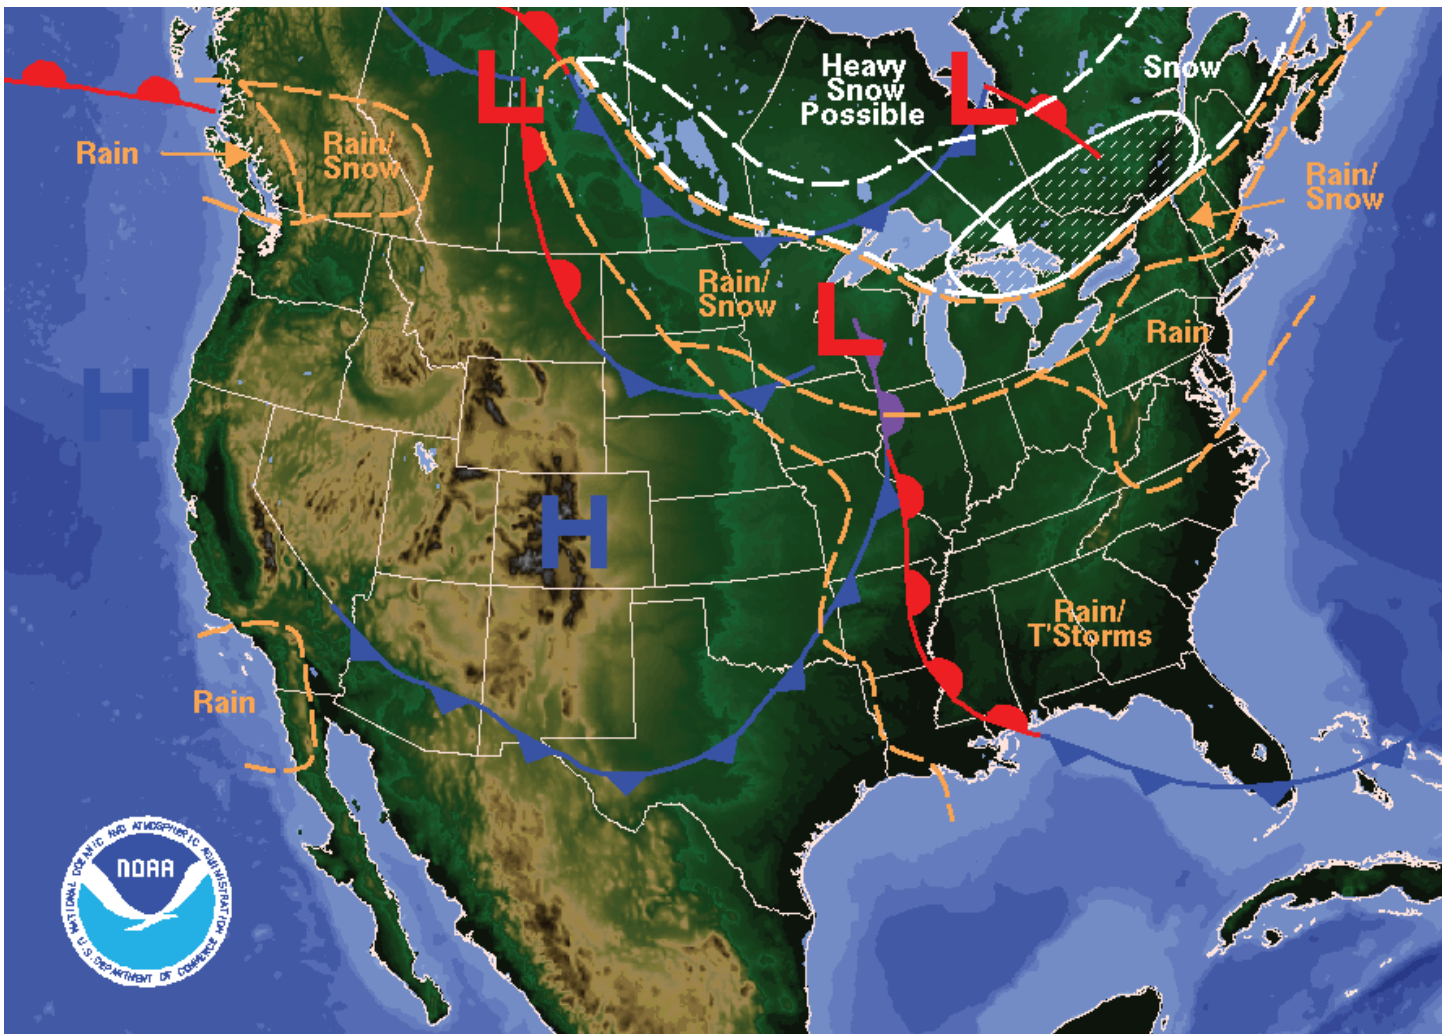 L
Heavy
Snow
Possible
L
Snow
Rain
Rain/
Snow
Rain/
Snow
Rain/
Snow
L
Rain
H
H
Rain/
T'Storms
Rain
NATIONAL OCEANIC AND ATMOSPHERIC ADMINISTRATION
NOAA
U.S. DEPARTMENT OF COMMERCE